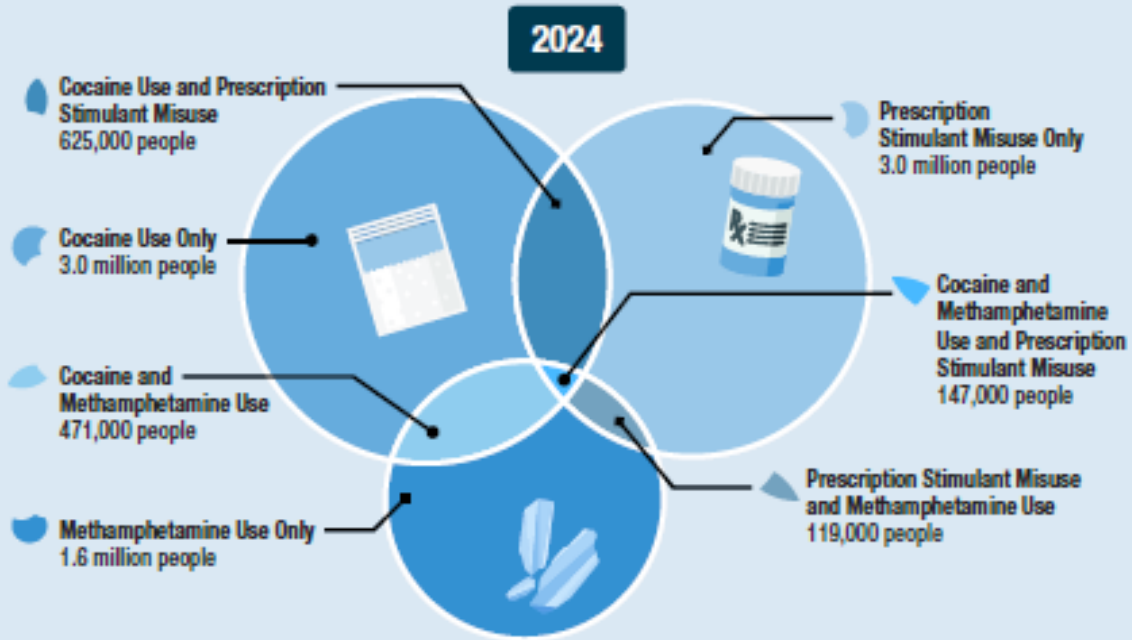 2024
Cocaine Use and Prescription
Stimulant Misuse
625,000 people
Prescription
Stimulant Misuse Only
3.0 million people
Rx
Cocaine Use Only
3.0 million people
Cocaine and
Methamphetamine
Use and Prescription
Stimulant Misuse
147,000 people
Cocaine and
Methamphetamine Use
471,000 people
Prescription Stimulant Misuse
and Methamphetamine Use
119,000 people
Methamphetamine Use Only
1.6 million people